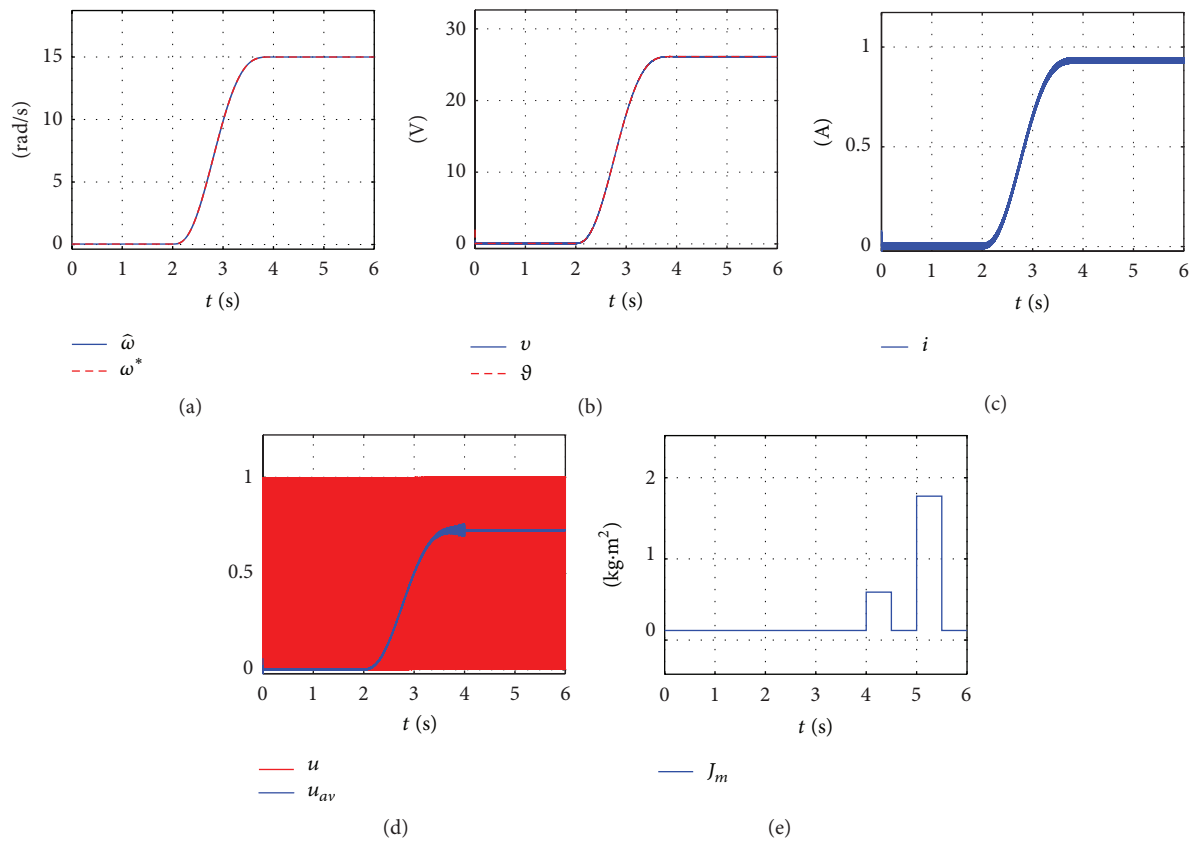 (rad/s)
15
10
5
0
0 1 2 3 4 5 6
t (s)
ω̂
ω*
(a)
(V)
30
20
10
0
0 1 2 3 4 5 6
t (s)
υ
ϑ
(b)
(A)
1
0.5
0
0 1 2 3 4 5 6
t (s)
i
(c)
1
0.5
0
0 1 2 3 4 5 6
t (s)
u
u_av
(d)
(kg·m²)
2
1
0
0 1 2 3 4 5 6
t (s)
J_m
(e)